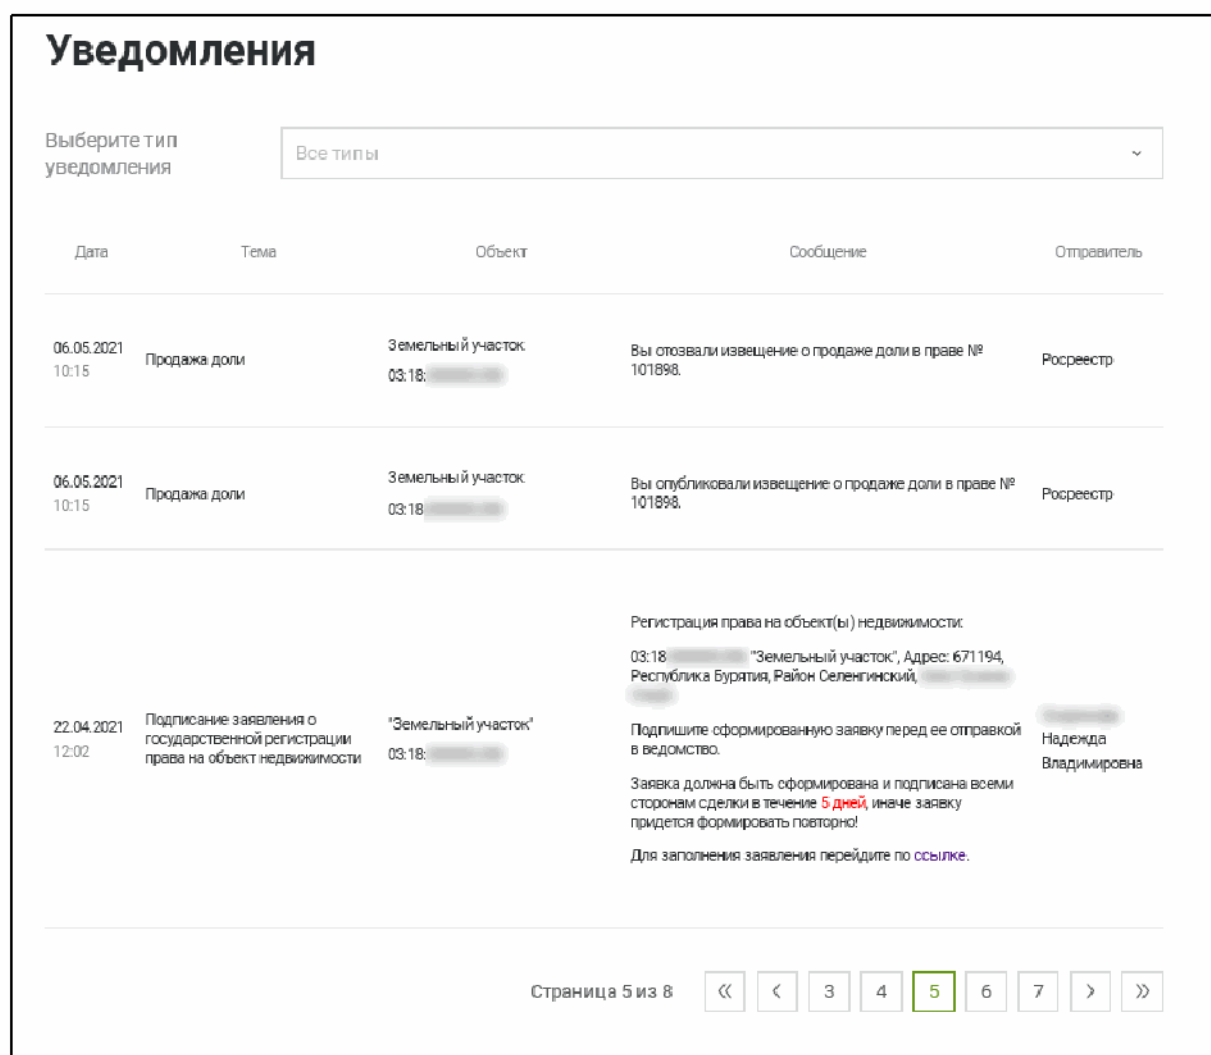 Уведомления
Выберите тип
уведомления
Все типы
Дата Тема Объект Сообщение Отправитель
06.05.2021
10:15
Продажа доли
Земельный участок
03:18:
Вы отозвали извещение о продаже доли в праве №
101898.
Росреестр
06.05.2021
10:15
Продажа доли
Земельный участок
03:18
Вы опубликовали извещение о продаже доли в праве №
101898.
Росреестр
22.04.2021
12:02
Подписание заявления о
государственной регистрации
права на объект недвижимости
"Земельный участок"
03:18:
Регистрация права на объект(ы) недвижимости:
03:18 "Земельный участок", Адрес: 671194,
Республика Бурятия, Район Селенгинский,
Подпишите сформированную заявку перед ее отправкой
в ведомство.
Заявка должна быть сформирована и подписана всеми
сторонам сделки в течение 5 дней, иначе заявку
придется формировать повторно!
Для заполнения заявления перейдите по ссылке.
Надежда
Владимировна
Страница 5 из 8 « < 3 4 5 6 7 > »